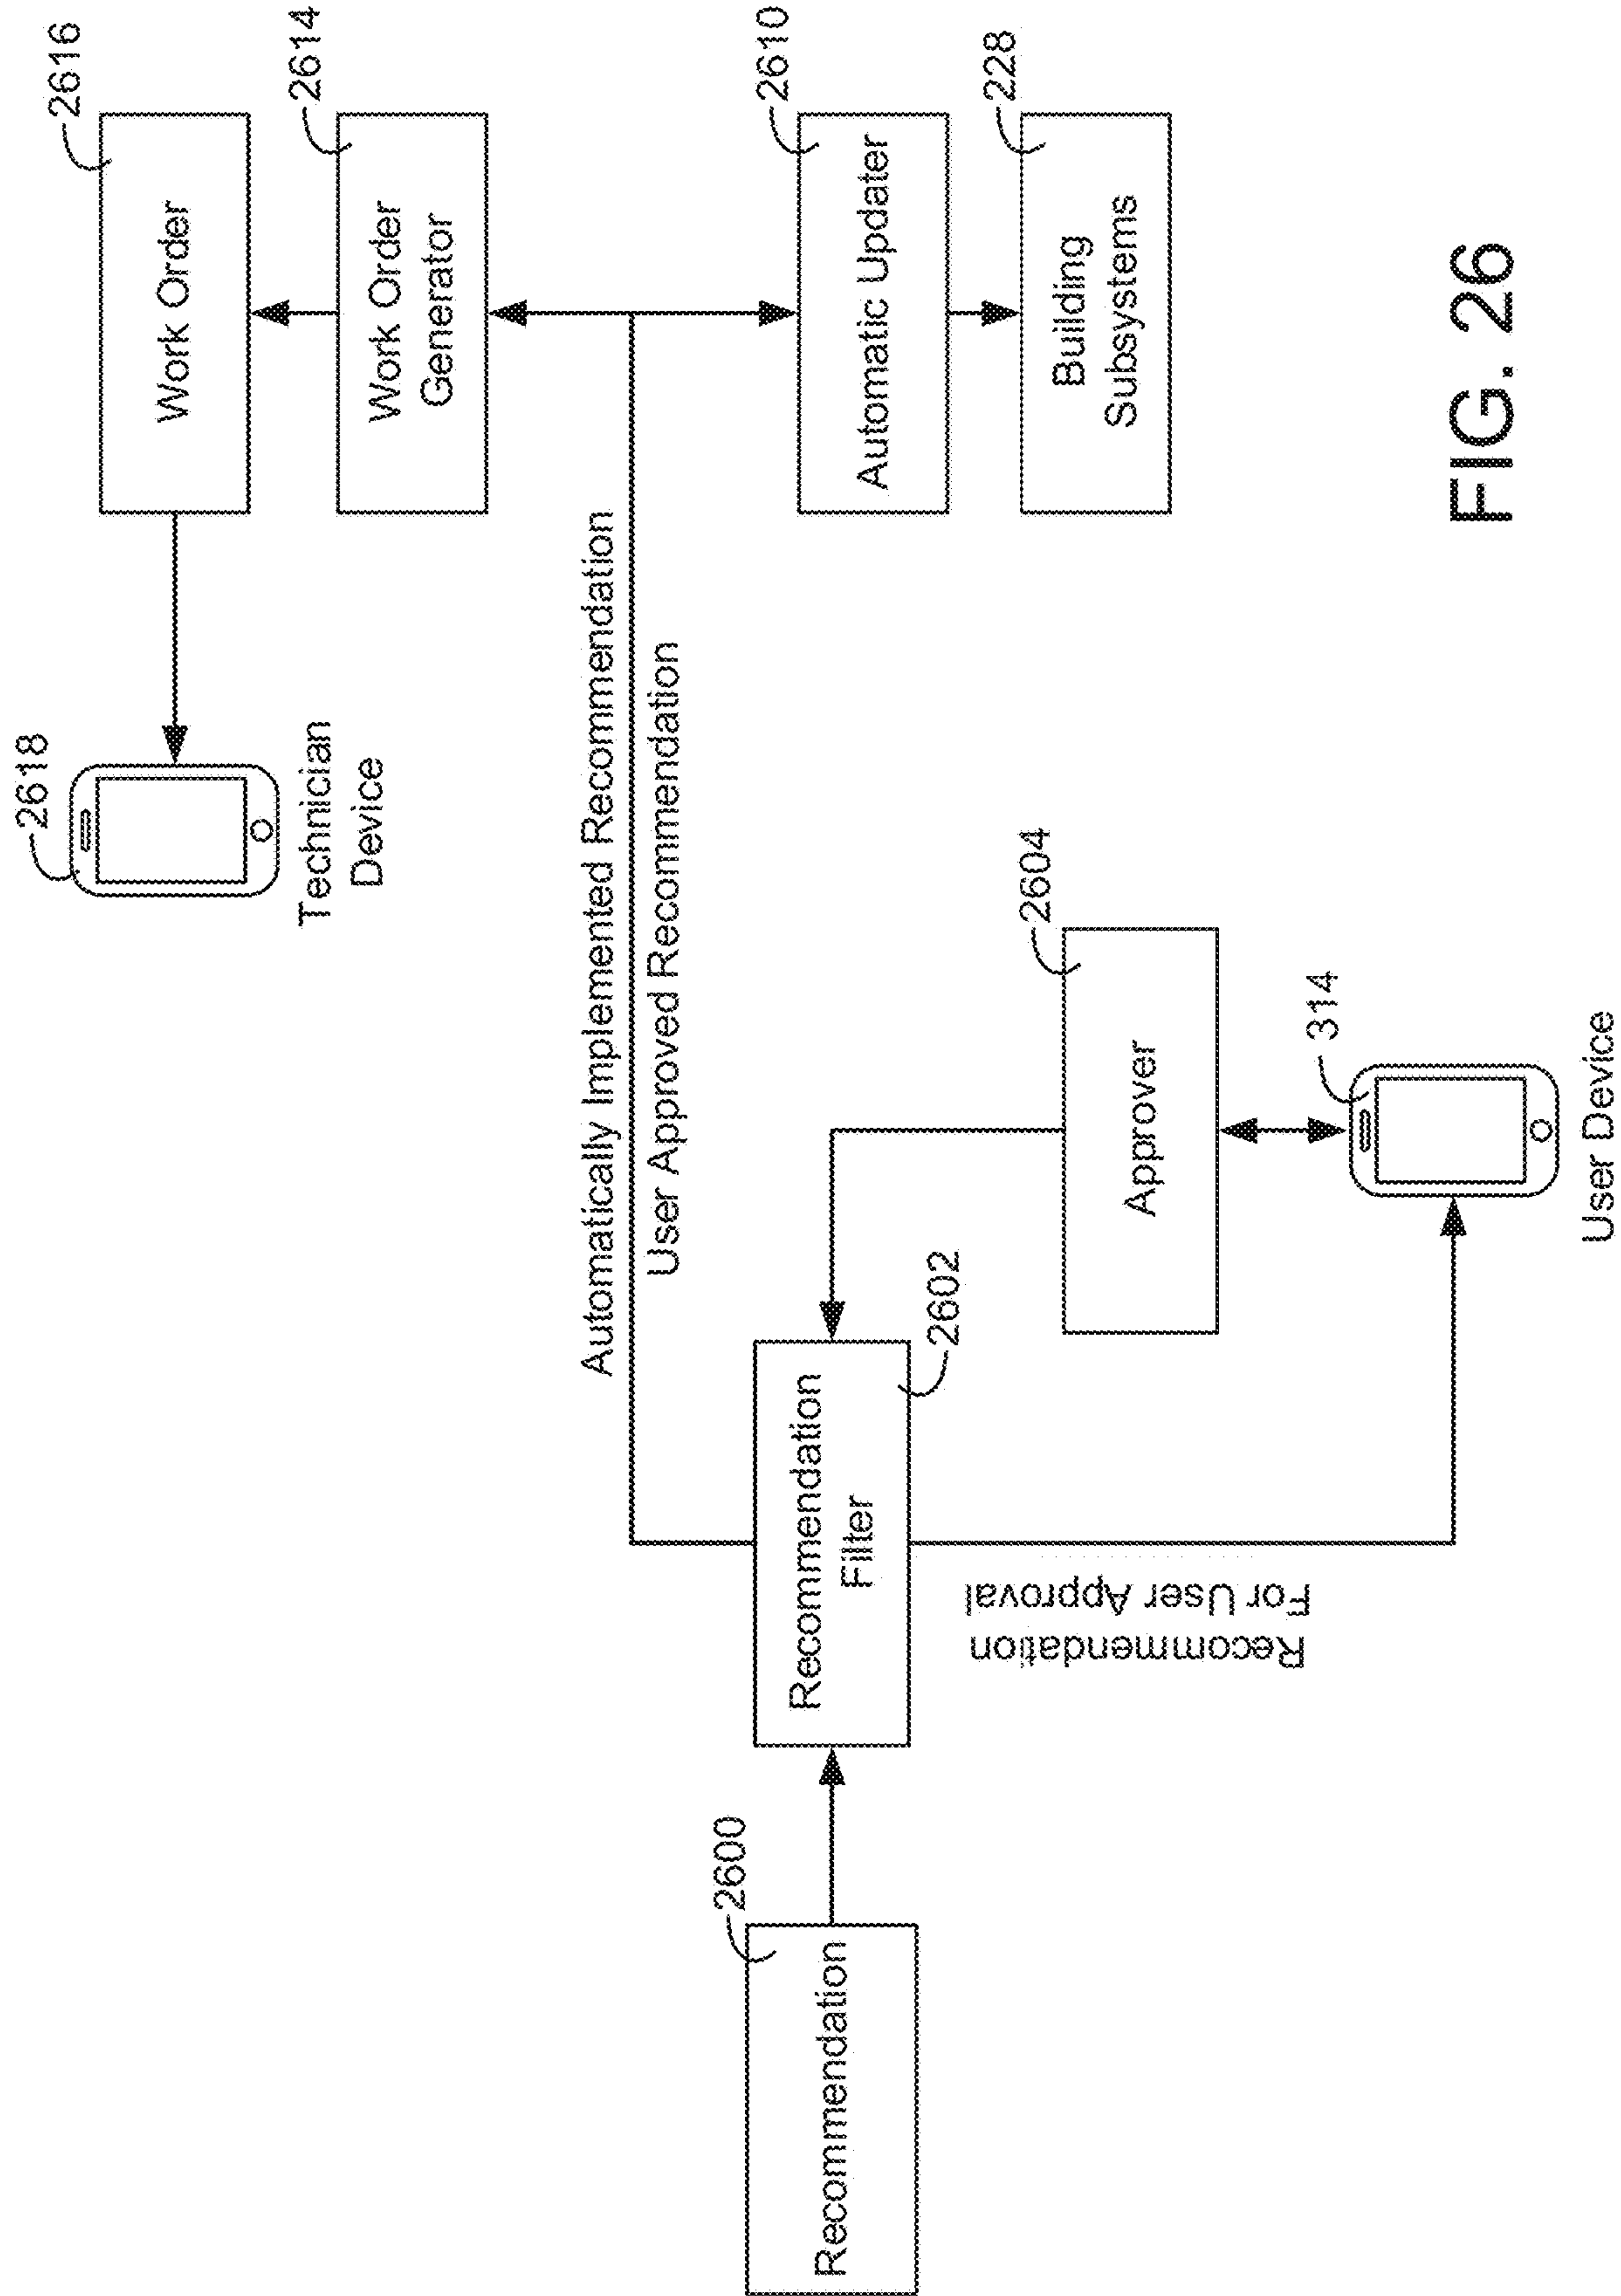 2616
Work Order
2618
Technician
Device
2614
Work Order
Generator
Automatically Implemented Recommendation
User Approved Recommendation
2600
Recommendation
Recommendation
Filter
2602
2610
Automatic Updater
2604
Approver
228
Building
Subsystems
Recommendation
For User Approval
314
User Device
FIG. 26